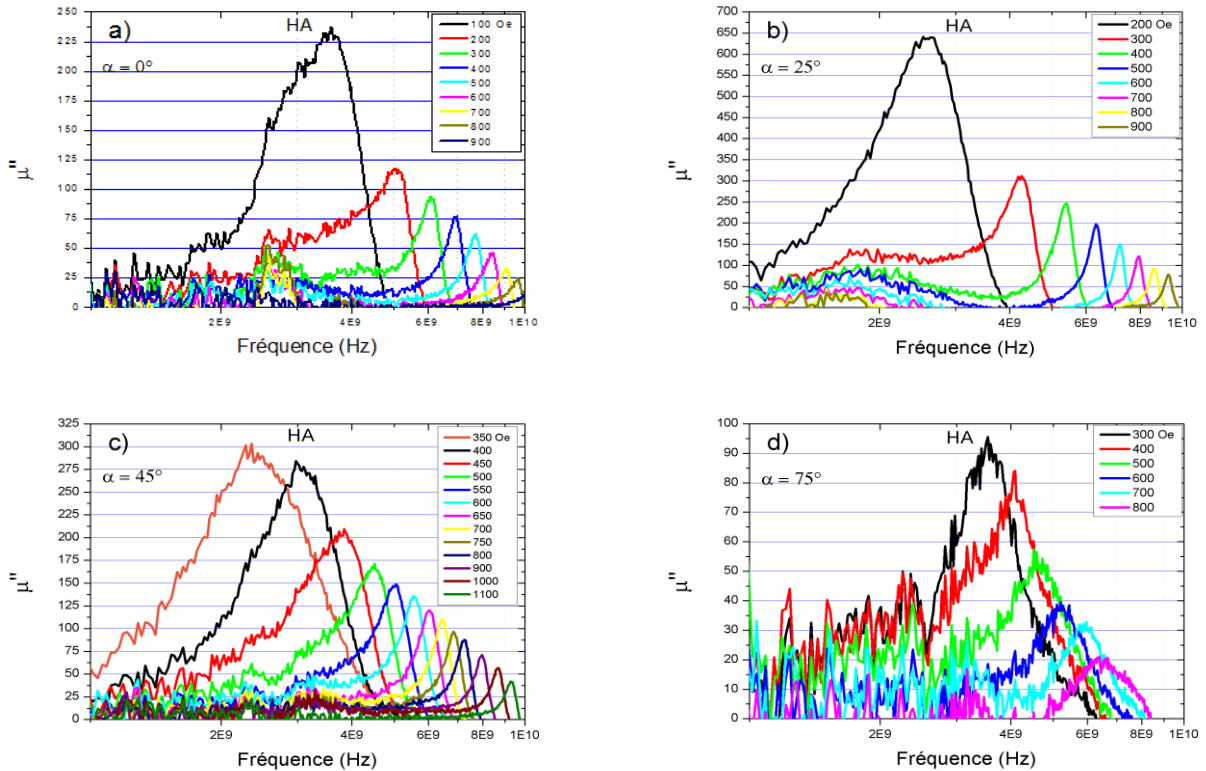 a)
HA
α = 0°
100 Oe
200
300
400
500
600
700
800
900
250
225
200
175
150
125
100
75
50
25
0
μ"
2E9
4E9
6E9
8E9
1E10
Fréquence (Hz)
b)
HA
α = 25°
200 Oe
300
400
500
600
700
800
900
700
650
600
550
500
450
400
350
300
250
200
150
100
50
0
μ"
2E9
4E9
6E9
8E9
1E10
Fréquence (Hz)
c)
HA
α = 45°
350 Oe
400
450
500
550
600
650
700
750
800
900
1000
1100
325
300
275
250
225
200
175
150
125
100
75
50
25
0
μ"
2E9
4E9
6E9
8E9
1E10
Fréquence (Hz)
d)
HA
α = 75°
300 Oe
400
500
600
700
800
100
90
80
70
60
50
40
30
20
10
0
μ"
2E9
4E9
6E9
8E9
1E10
Fréquence (Hz)